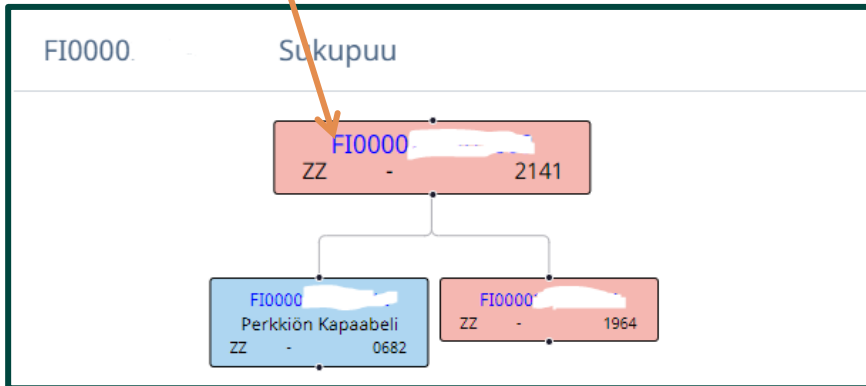 FI0000 Sukupuu
FI0000
ZZ - 2141
FI0000
Perkkiön Kapaabeli
ZZ - 0682
FI0000
ZZ - 1964